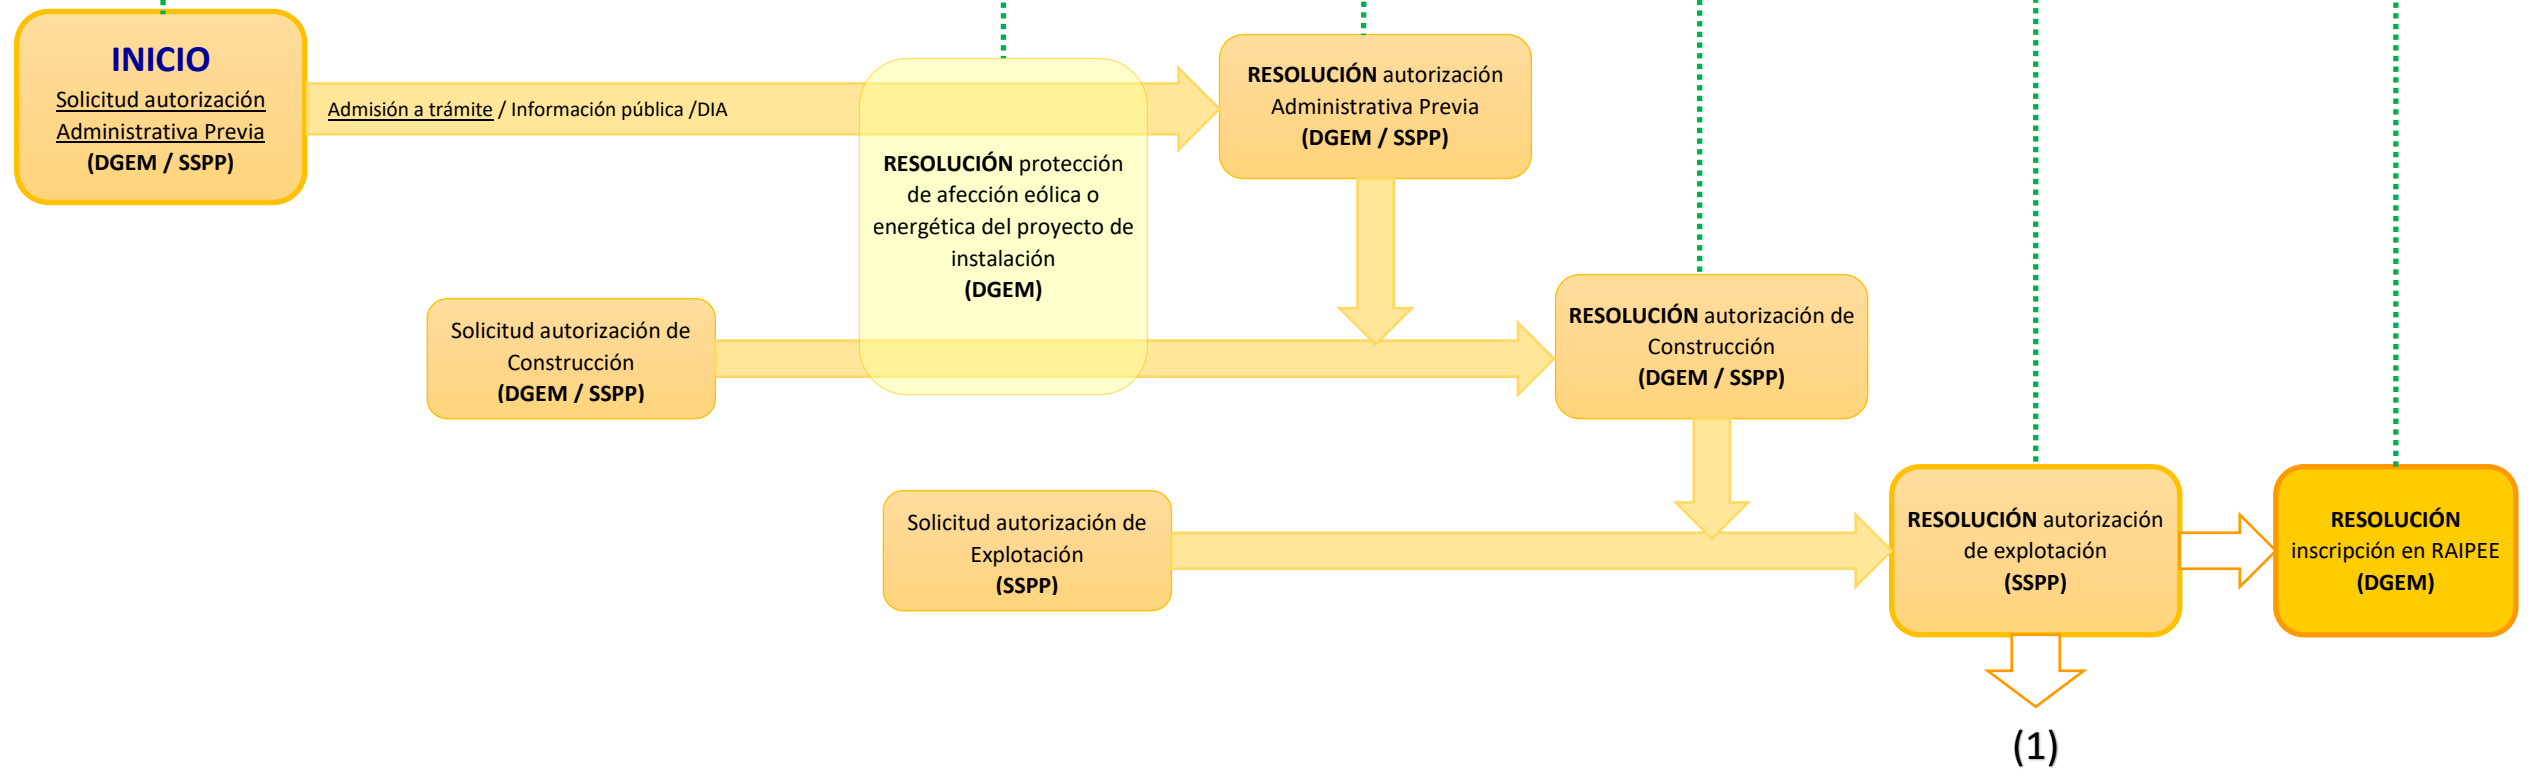 INICIO
Solicitud autorización
Administrativa Previa
(DGEM / SSPP)
Admisión a trámite / Información pública /DIA
RESOLUCIÓN protección
de afección eólica o
energética del proyecto de
instalación
(DGEM)
RESOLUCIÓN autorización
Administrativa Previa
(DGEM / SSPP)
Solicitud autorización de
Construcción
(DGEM / SSPP)
RESOLUCIÓN autorización de
Construcción
(DGEM / SSPP)
Solicitud autorización de
Explotación
(SSPP)
RESOLUCIÓN autorización
de explotación
(SSPP)
RESOLUCIÓN
inscripción en RAIPEE
(DGEM)
(1)